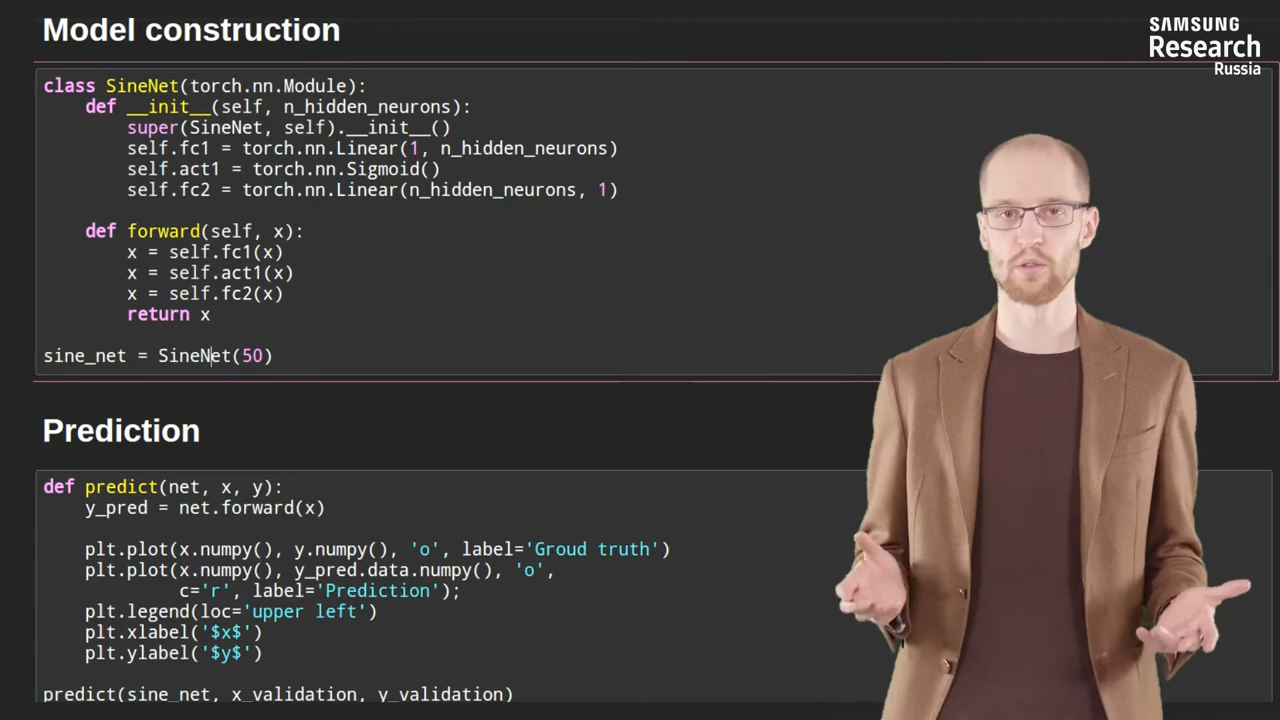 Model construction
SAMSUNG
Research
Russia
class SineNet(torch.nn.Module):
    def __init__(self, n_hidden_neurons):
        super(SineNet, self).__init__()
        self.fc1 = torch.nn.Linear(1, n_hidden_neurons)
        self.act1 = torch.nn.Sigmoid()
        self.fc2 = torch.nn.Linear(n_hidden_neurons, 1)
    def forward(self, x):
        x = self.fc1(x)
        x = self.act1(x)
        x = self.fc2(x)
        return x
sine_net = SineNet(50)
Prediction
def predict(net, x, y):
    y_pred = net.forward(x)
    plt.plot(x.numpy(), y.numpy(), 'o', label='Groud truth')
    plt.plot(x.numpy(), y_pred.data.numpy(), 'o',
             c='r', label='Prediction');
    plt.legend(loc='upper left')
    plt.xlabel('$x$')
    plt.ylabel('$y$')
predict(sine_net, x_validation, y_validation)